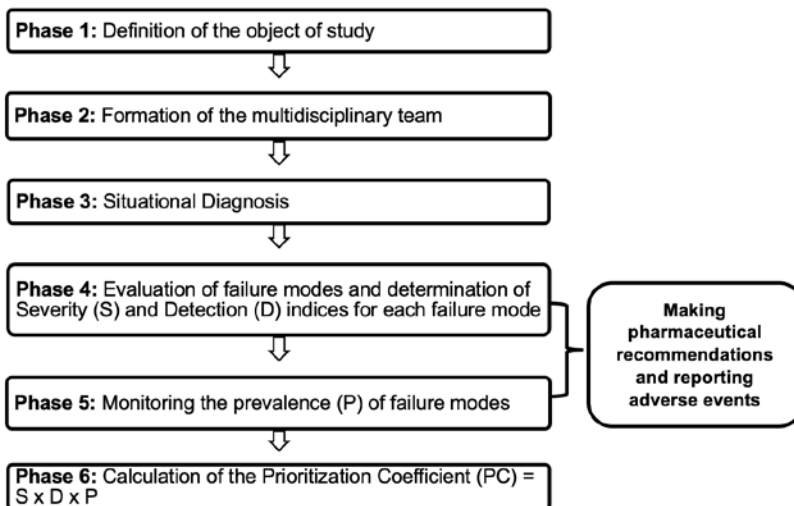 Phase 1: Definition of the object of study
Phase 2: Formation of the multidisciplinary team
Phase 3: Situational Diagnosis
Phase 4: Evaluation of failure modes and determination of
Severity (S) and Detection (D) indices for each failure mode
Making
pharmaceutical
recommendations
and reporting
adverse events
Phase 5: Monitoring the prevalence (P) of failure modes
Phase 6: Calculation of the Prioritization Coefficient (PC) =
S x D x P